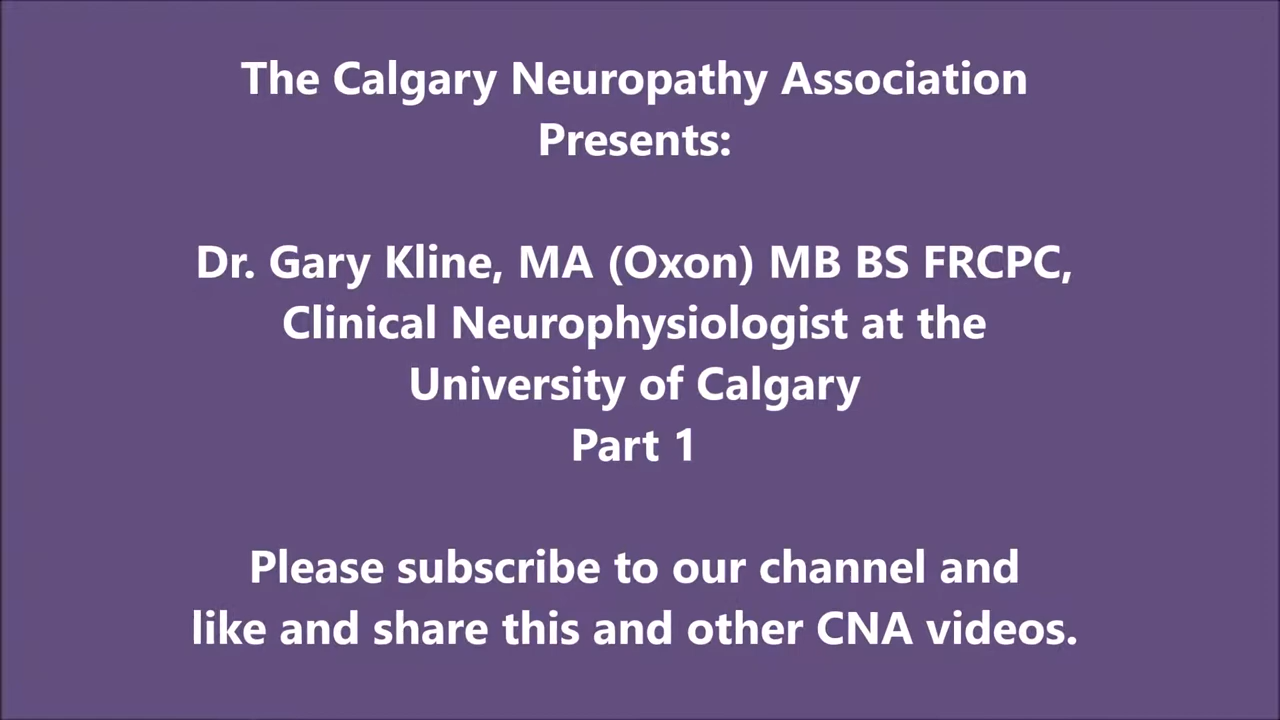 The Calgary Neuropathy Association
Presents:
Dr. Gary Kline, MA (Oxon) MB BS FRCPC,
Clinical Neurophysiologist at the
University of Calgary
Part 1
Please subscribe to our channel and
like and share this and other CNA videos.